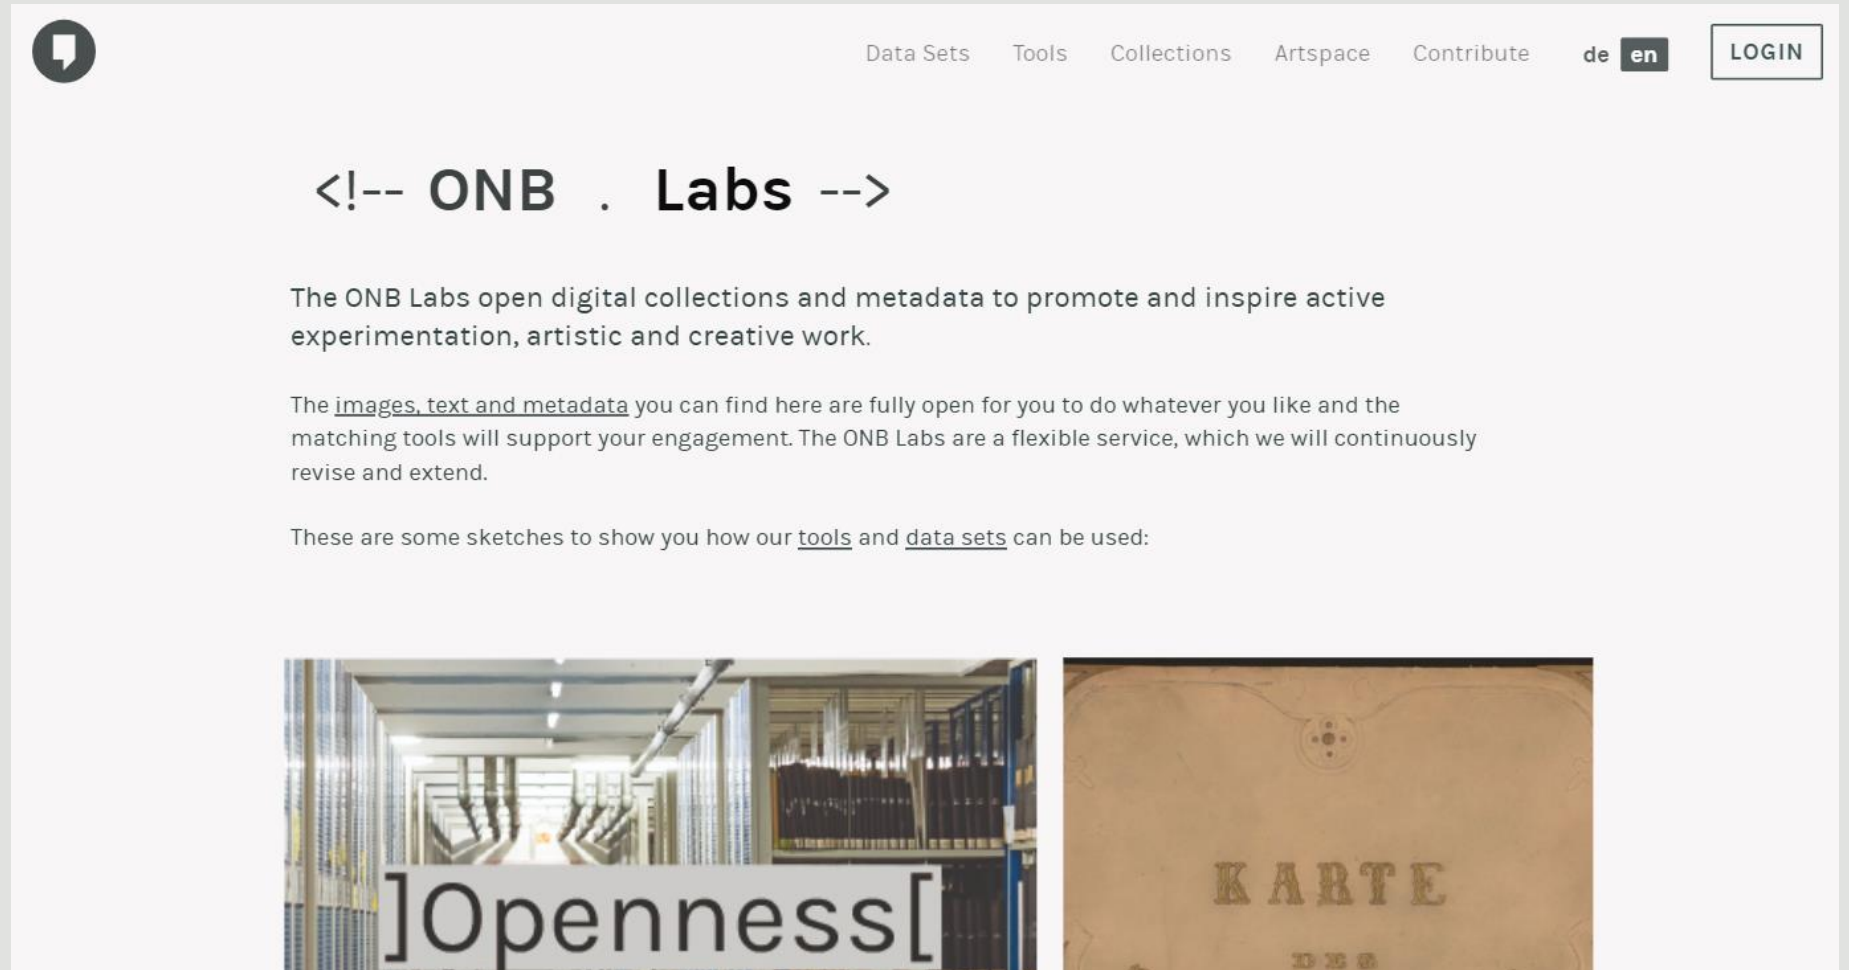 Data Sets Tools Collections Artspace Contribute de en LOGIN
<!-- ONB . Labs -->
The ONB Labs open digital collections and metadata to promote and inspire active
experimentation, artistic and creative work.
The images, text and metadata you can find here are fully open for you to do whatever you like and the
matching tools will support your engagement. The ONB Labs are a flexible service, which we will continuously
revise and extend.
These are some sketches to show you how our tools and data sets can be used:
]Openness[
KARTE
DES